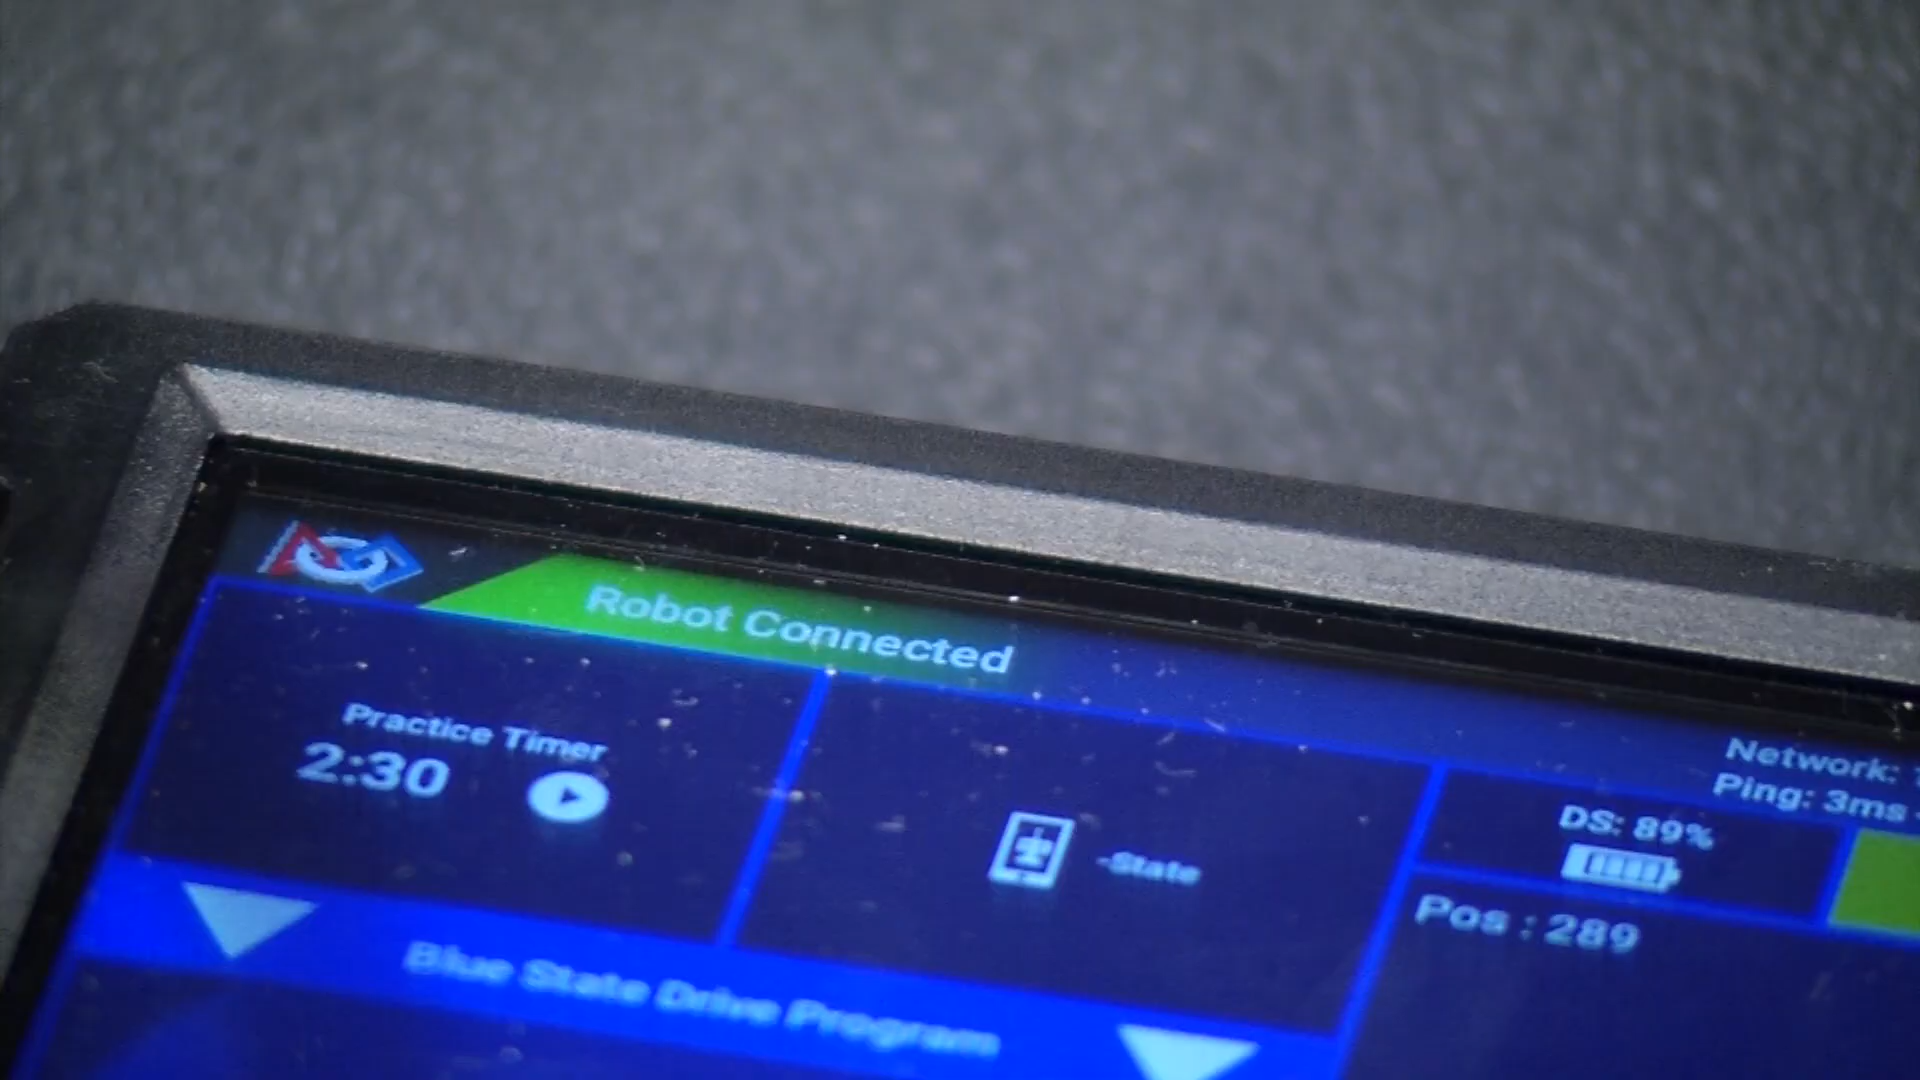 Robot Connected
Practice Timer
2:30
-State
Network:
Ping: 3ms
DS: 89%
Pos : 289
Blue State Drive Program